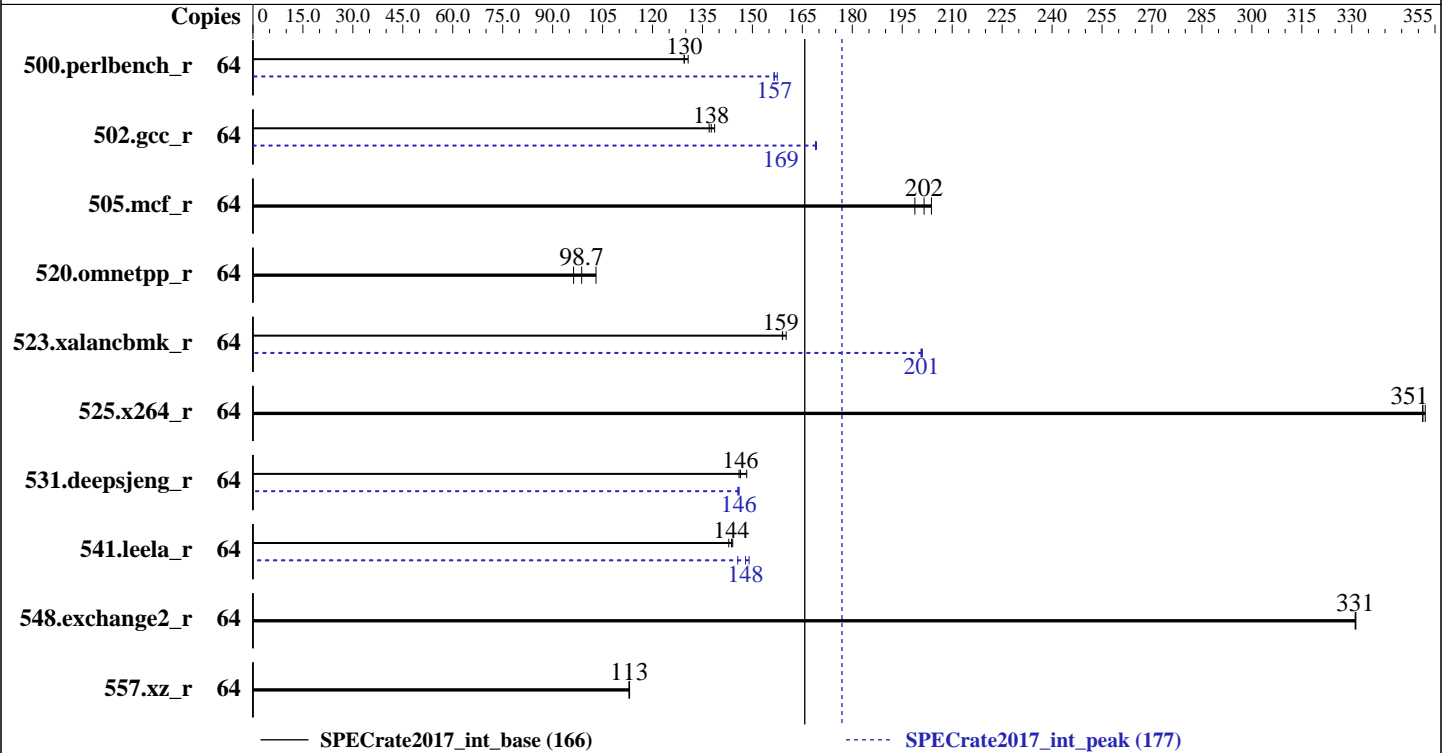 Copies 0 15.0 30.0 45.0 60.0 75.0 90.0 105 120 135 150 165 180 195 210 225 240 255 270 285 300 315 330 355
500.perlbench_r 64 130
157
502.gcc_r 64 138
169
505.mcf_r 64 202
520.omnetpp_r 64 98.7
523.xalancbmk_r 64 159
201
525.x264_r 64 351
531.deepsjeng_r 64 146
146
541.leela_r 64 144
148
548.exchange2_r 64 331
557.xz_r 64 113
SPECrate2017_int_base (166) SPECrate2017_int_peak (177)